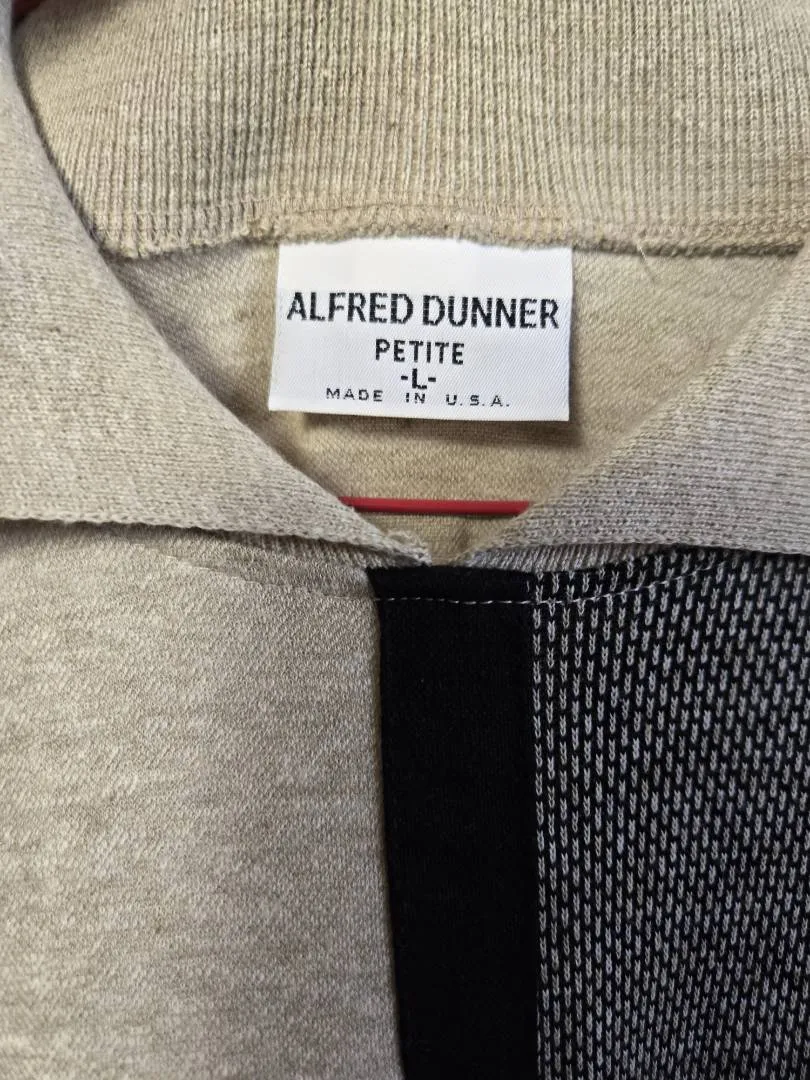 ALFRED DUNNER
PETITE
-L-
MADE IN U.S.A.